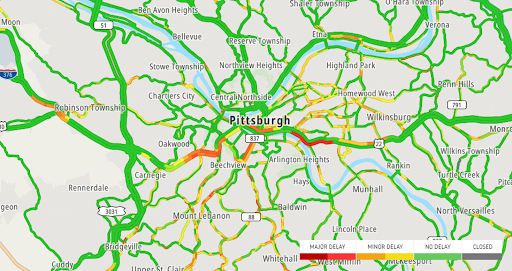 Moon
Ben Avon Heights
Shaler Township
O'Hara Township
51
Etna
Verona
Bellevue
Reserve Township
Stowe Township
Northview Heights
Highland Park
376
Penn Hills
Chartiers City
Central Northside
Homewood West
Robinson Township
791
Pittsburgh
Wilkinsburg
30
837
22
Monro
Oakwood
Arlington Heights
Wilkins Township
Beechview
Rankin
Carnegie
Hays
Turtle Creek
Rennerdale
Munhall
geon
3031
Baldwin
North Versailles
Mount Lebanon
88
Lincoln Place
Bridgeville
Cuddy
Upper St. Clair
Whitehall
West Mifflin
McKeesport
MAJOR DELAY
MINOR DELAY
NO DELAY
CLOSED